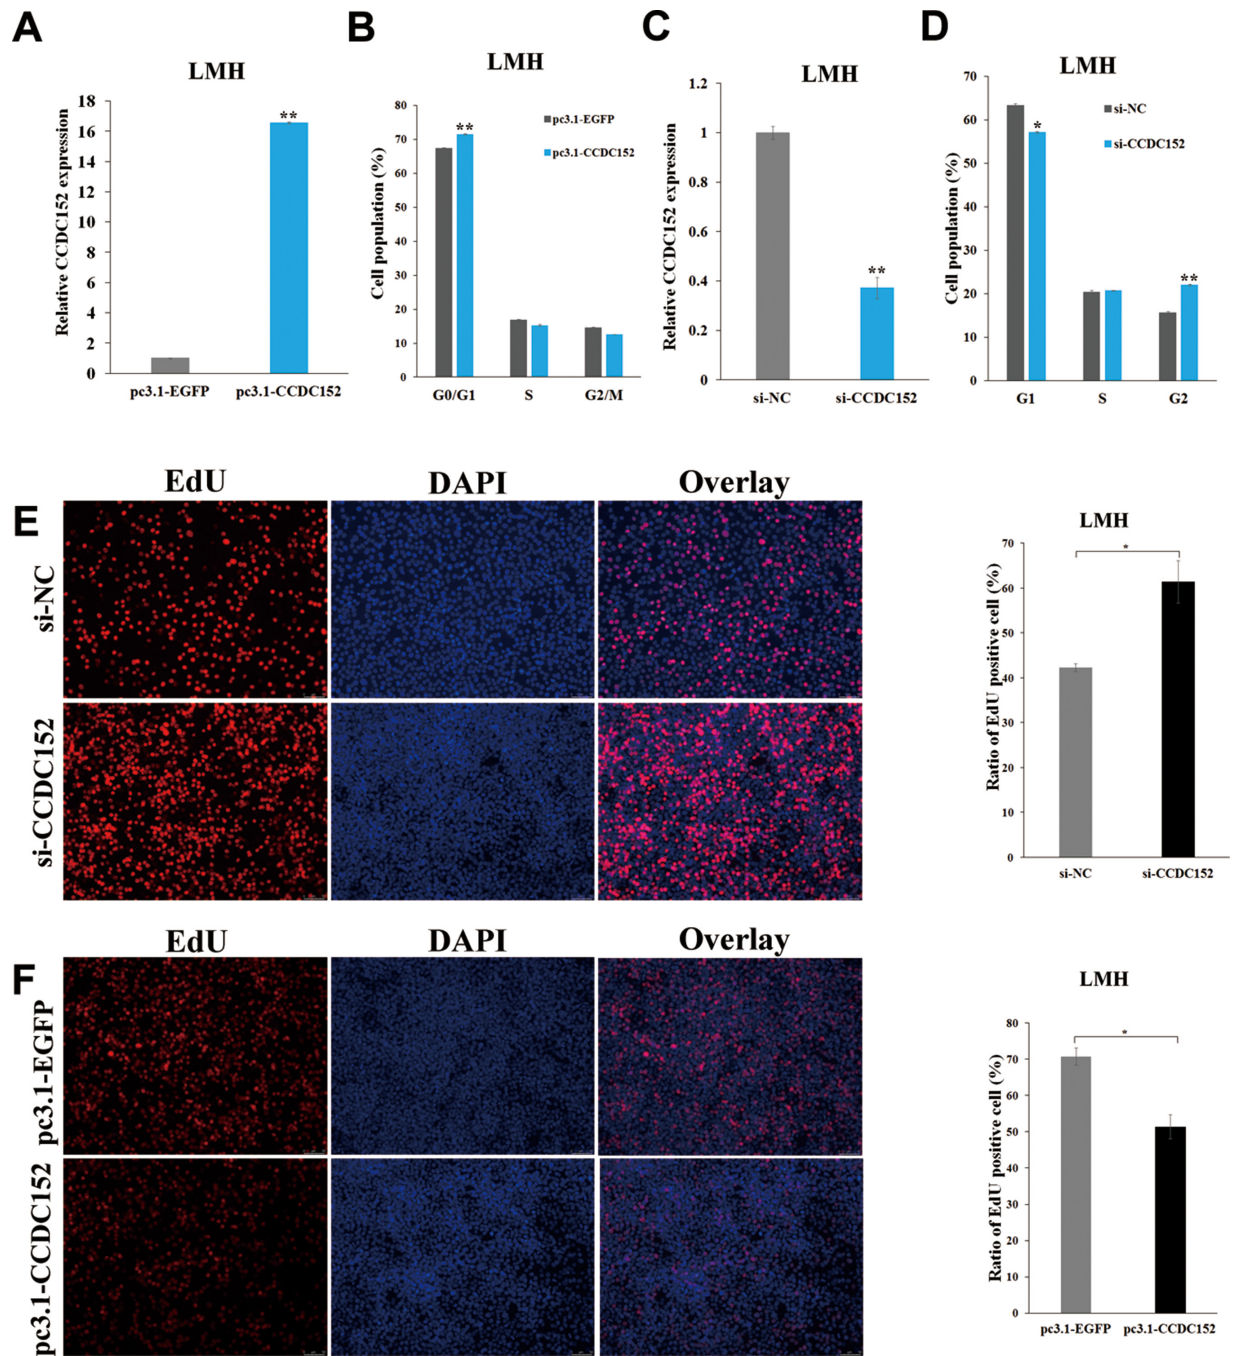 A
LMH
Relative CCDC152 expression
18
16
14
12
10
8
6
4
2
0
**
pc3.1-EGFP
pc3.1-CCDC152
B
LMH
Cell population (%)
80
70
60
50
40
30
20
10
0
**
pc3.1-EGFP
pc3.1-CCDC152
G0/G1
S
G2/M
C
LMH
Relative CCDC152 expression
1.2
1
0.8
0.6
0.4
0.2
0
**
si-NC
si-CCDC152
D
LMH
Cell population (%)
70
60
50
40
30
20
10
0
*
**
si-NC
si-CCDC152
G1
S
G2
E
EdU
DAPI
Overlay
si-NC
si-CCDC152
LMH
Ratio of EdU positive cell (%)
70
60
50
40
30
20
10
0
*
si-NC
si-CCDC152
F
EdU
DAPI
Overlay
pc3.1-EGFP
pc3.1-CCDC152
LMH
Ratio of EdU positive cell (%)
80
70
60
50
40
30
20
10
0
*
pc3.1-EGFP
pc3.1-CCDC152